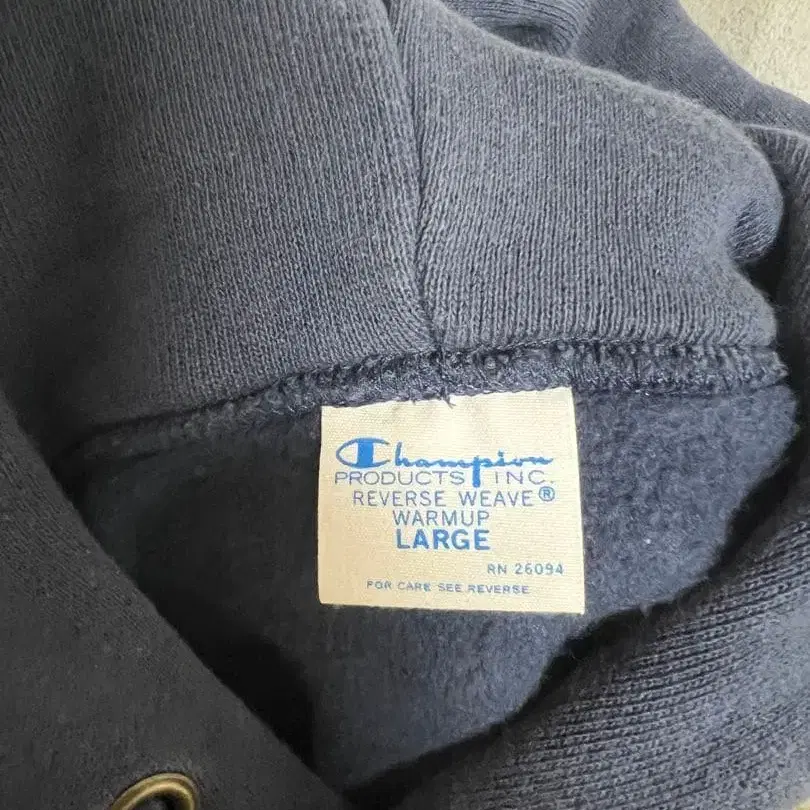 Champion
PRODUCTS INC.
REVERSE WEAVE®
WARMUP
LARGE
RN 26094
FOR CARE SEE REVERSE